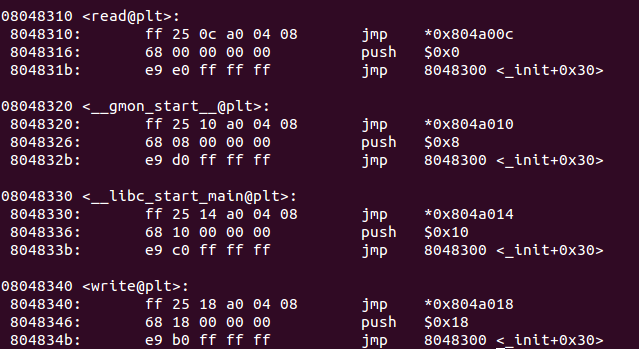 08048310 <read@plt>:
 8048310:       ff 25 0c a0 04 08       jmp    *0x804a00c
 8048316:       68 00 00 00 00          push   $0x0
 804831b:       e9 e0 ff ff ff          jmp    8048300 <_init+0x30>

08048320 <__gmon_start__@plt>:
 8048320:       ff 25 10 a0 04 08       jmp    *0x804a010
 8048326:       68 08 00 00 00          push   $0x8
 804832b:       e9 d0 ff ff ff          jmp    8048300 <_init+0x30>

08048330 <__libc_start_main@plt>:
 8048330:       ff 25 14 a0 04 08       jmp    *0x804a014
 8048336:       68 10 00 00 00          push   $0x10
 804833b:       e9 c0 ff ff ff          jmp    8048300 <_init+0x30>

08048340 <write@plt>:
 8048340:       ff 25 18 a0 04 08       jmp    *0x804a018
 8048346:       68 18 00 00 00          push   $0x18
 804834b:       e9 b0 ff ff ff          jmp    8048300 <_init+0x30>